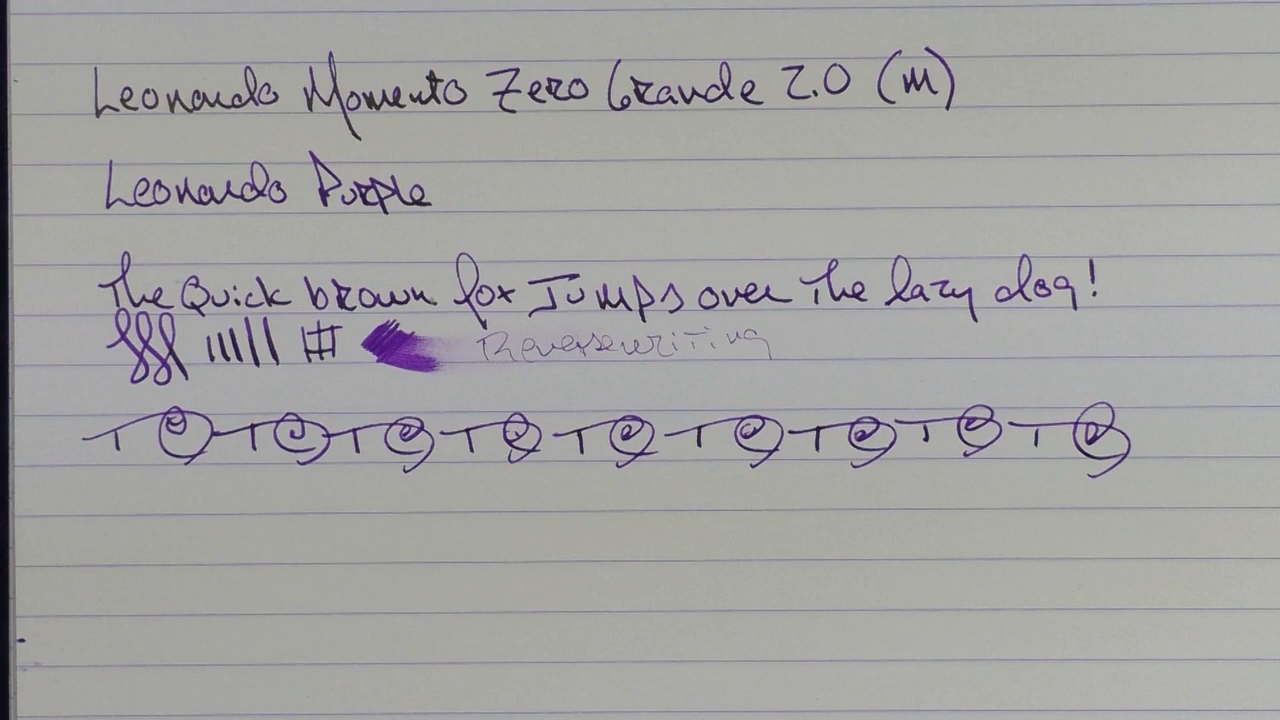 Leonardo Momento Zero Grande 2.0 (M)
Leonardo Purple
The Quick brown fox Jumps over The lazy dog!
Reversewriting